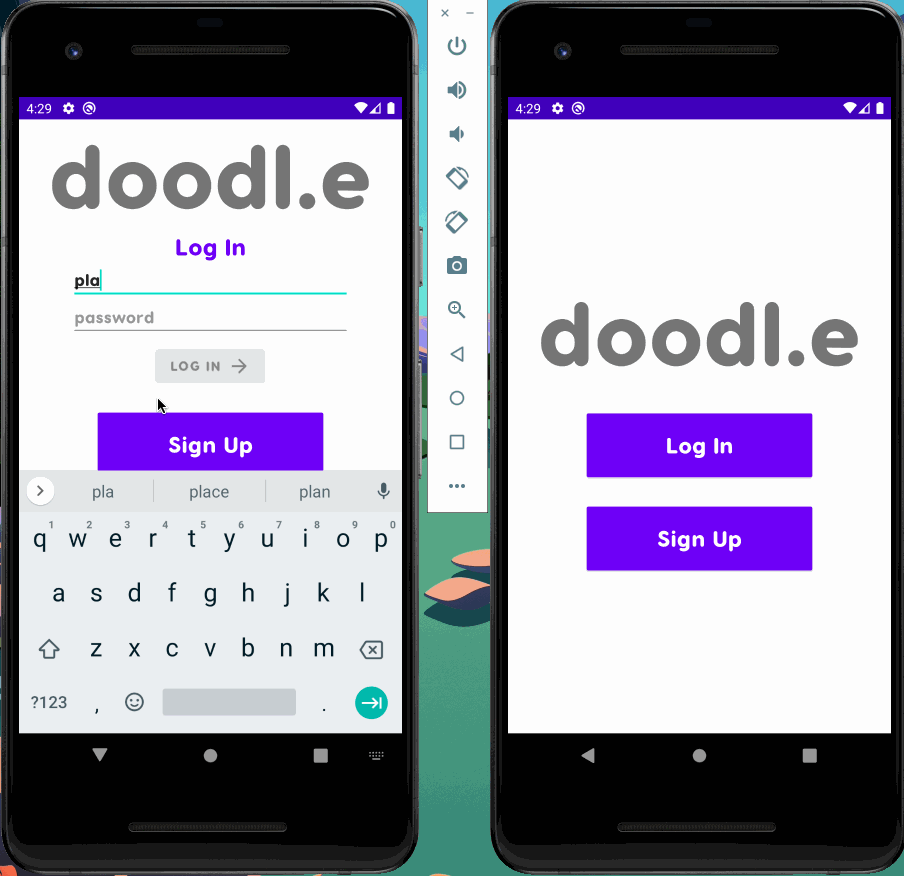 4:29
doodl.e
Log In
pla
password
LOG IN
Sign Up
pla place plan
1 2 3 4 5 6 7 8 9 0
q w e r t y u i o p
a s d f g h j k l
z x c v b n m
?123 , .
4:29
doodl.e
Log In
Sign Up